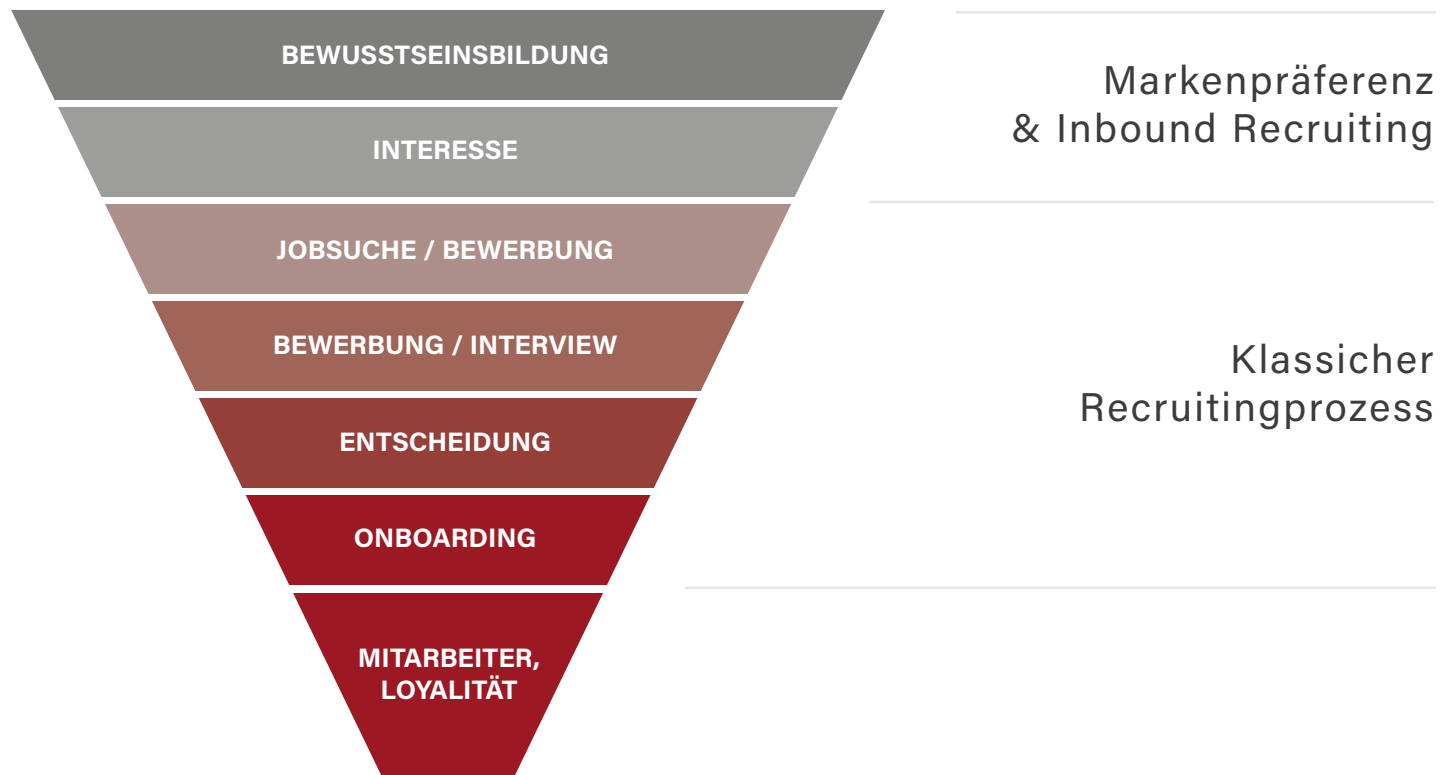 BEWUSSTSEINSBILDUNG
INTERESSE
JOBSUCHE / BEWERBUNG
BEWERBUNG / INTERVIEW
ENTSCHEIDUNG
ONBOARDING
MITARBEITER,
LOYALITÄT
Markenpräferenz
& Inbound Recruiting
Klassicher
Recruitingprozess